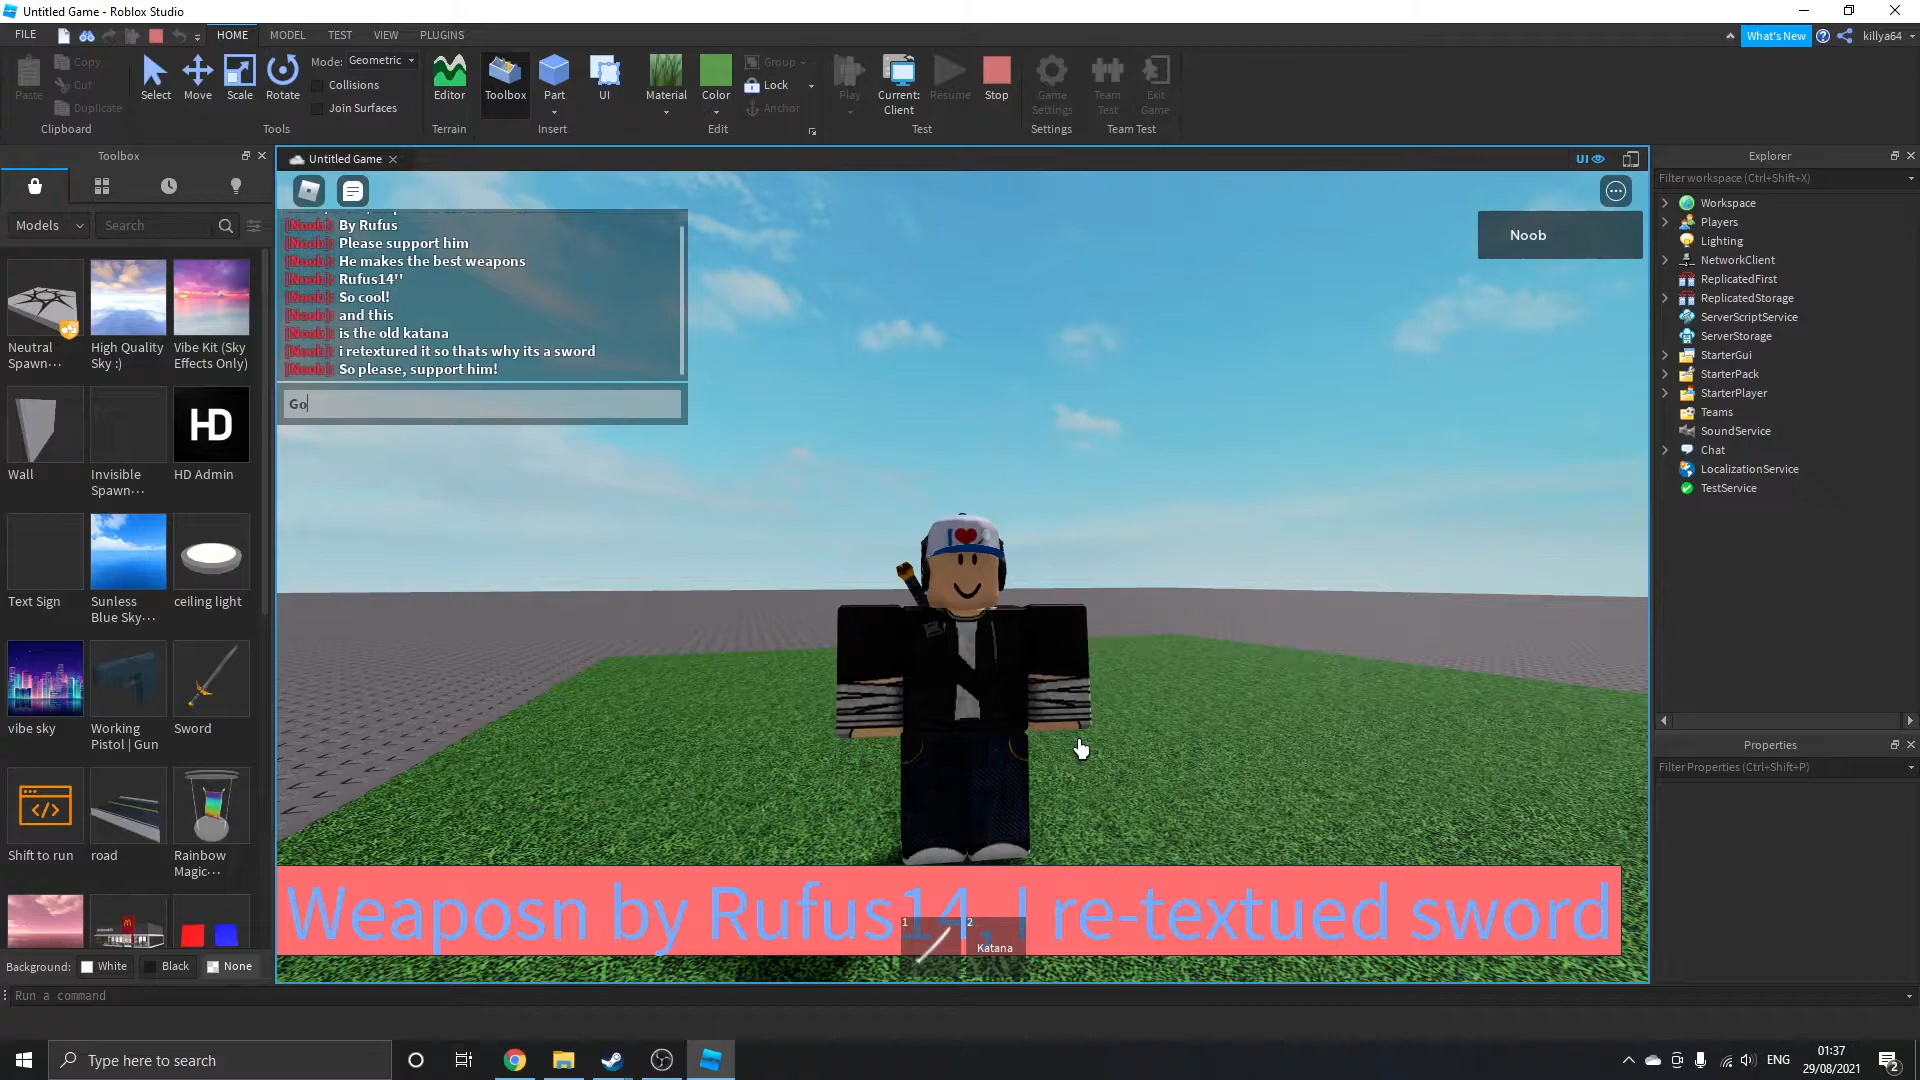 Untitled Game - Roblox Studio
FILE
HOME
MODEL
TEST
VIEW
PLUGINS
What's New
killya64
Paste
Copy
Cut
Duplicate
Clipboard
Select
Move
Scale
Rotate
Mode: Geometric
Collisions
Join Surfaces
Tools
Editor
Terrain
Toolbox
Part
UI
Insert
Material
Color
Group
Lock
Anchor
Edit
Play
Current:
Client
Resume
Stop
Test
Game
Settings
Settings
Team
Test
Exit
Game
Team Test
Toolbox
Models
Search
Neutral
Spawn...
High Quality
Sky :)
Vibe Kit (Sky
Effects Only)
Wall
Invisible
Spawn...
HD
HD Admin
Text Sign
Sunless
Blue Sky...
ceiling light
vibe sky
Working
Pistol | Gun
Sword
Shift to run
road
Rainbow
Magic...
Background:
White
Black
None
Run a command
Untitled Game
UI
[Noob]: By Rufus
[Noob]: Please support him
[Noob]: He makes the best weapons
[Noob]: Rufus14''
[Noob]: So cool!
[Noob]: and this
[Noob]: is the old katana
[Noob]: i retextured it so thats why its a sword
[Noob]: So please, support him!
Go
Noob
Weaposn by Rufus14, I re-textued sword
1
2
Katana
Explorer
Filter workspace (Ctrl+Shift+X)
Workspace
Players
Lighting
NetworkClient
ReplicatedFirst
ReplicatedStorage
ServerScriptService
ServerStorage
StarterGui
StarterPack
StarterPlayer
Teams
SoundService
Chat
LocalizationService
TestService
Properties
Filter Properties (Ctrl+Shift+P)
Type here to search
ENG
01:37
29/08/2021
2